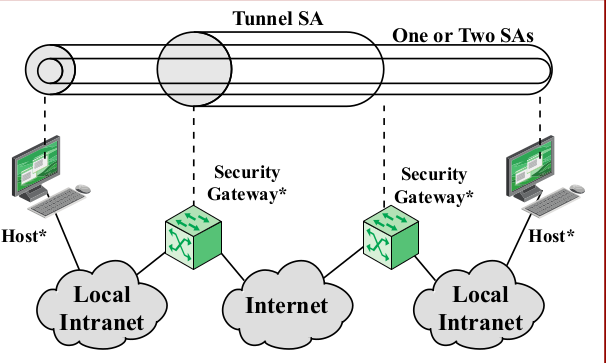 Tunnel SA
One or Two SAs
Security
Gateway*
Security
Gateway*
Host*
Host*
Local
Intranet
Internet
Local
Intranet